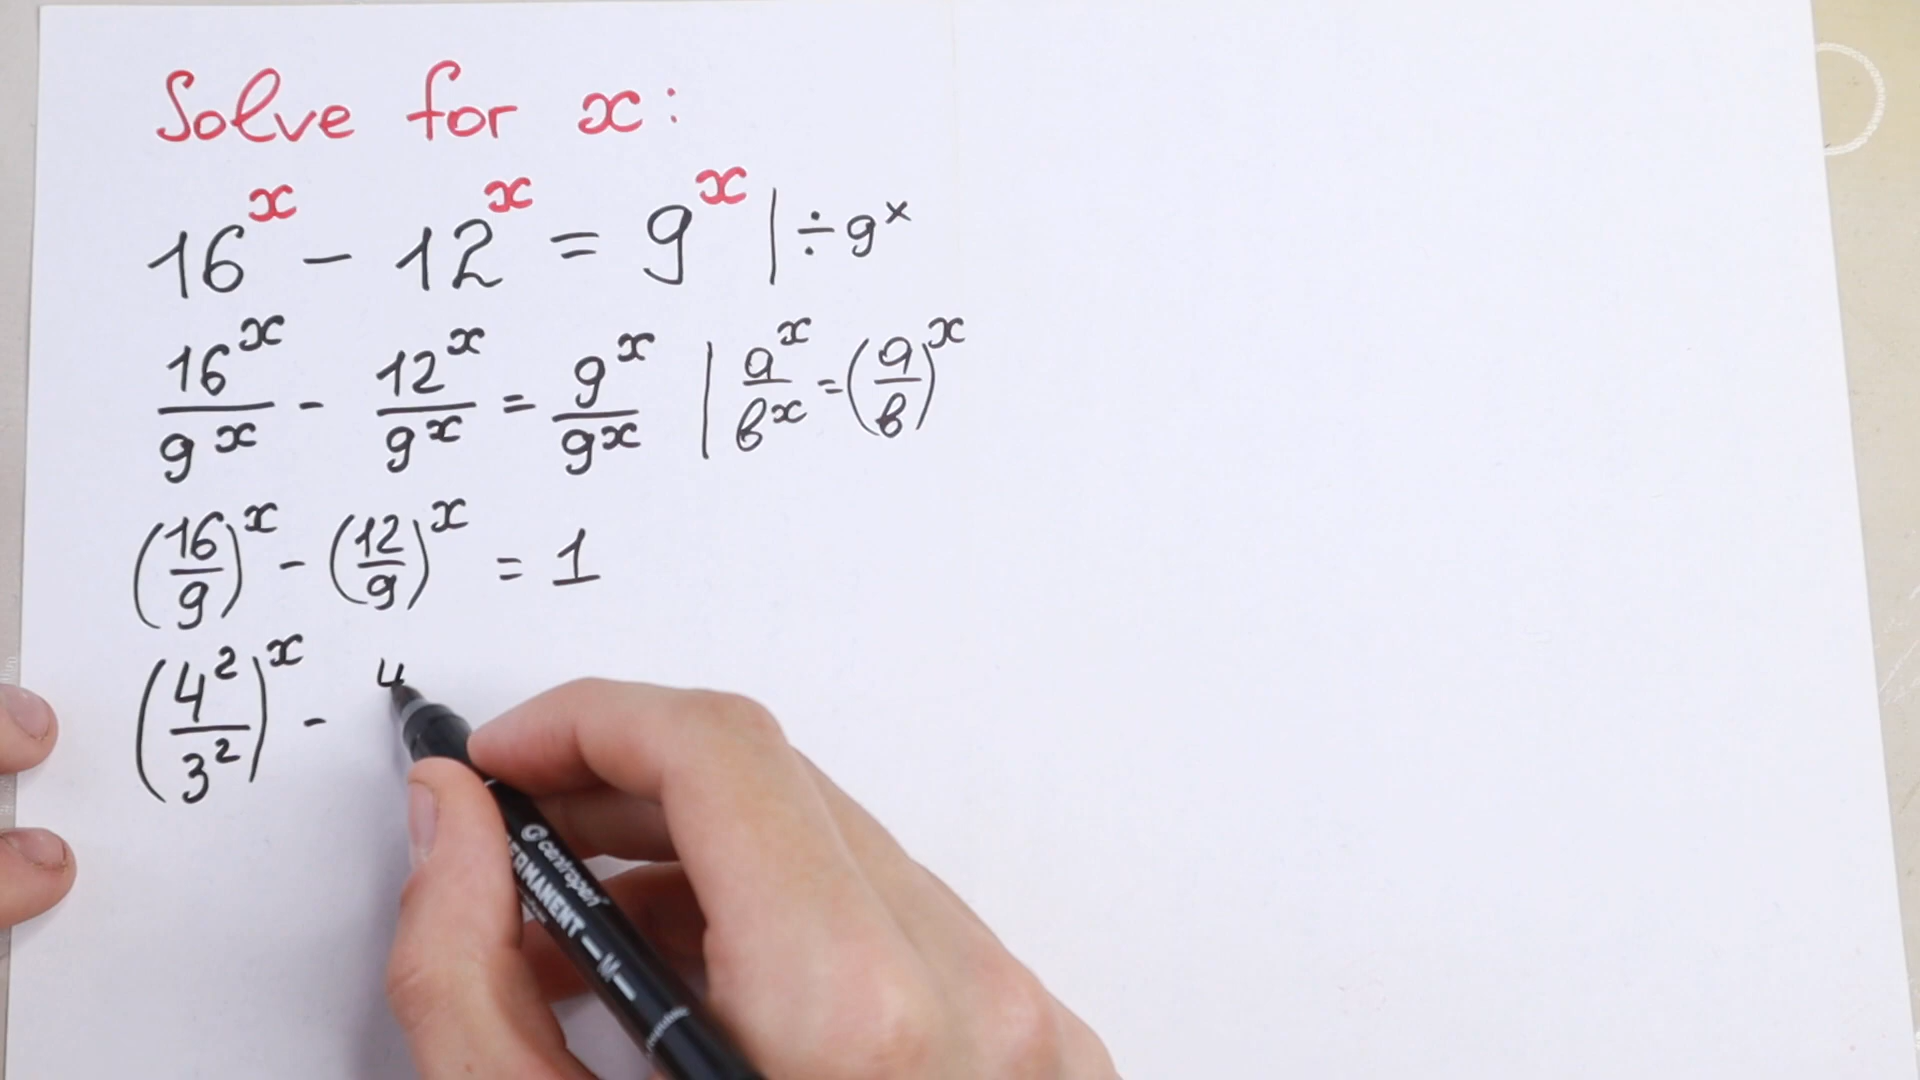 Solve for x:
16^x - 12^x = 9^x | ÷ 9^x
16^x/9^x - 12^x/9^x = 9^x/9^x | a^x/b^x = (a/b)^x
(16/9)^x - (12/9)^x = 1
(4²/3²)^x - 4
centropen
PERMANENT —M—